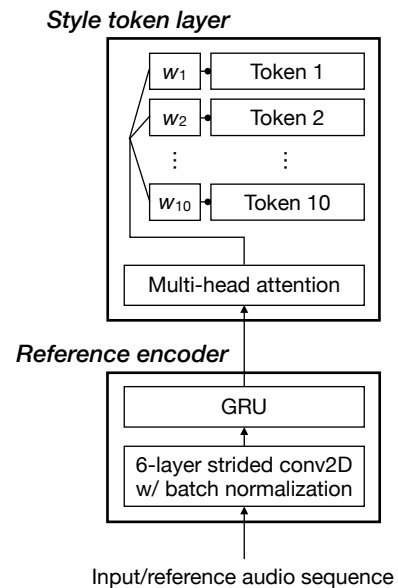 Style token layer
w1 Token 1
w2 Token 2
⋮ ⋮
w10 Token 10
Multi-head attention
Reference encoder
GRU
6-layer strided conv2D
w/ batch normalization
Input/reference audio sequence